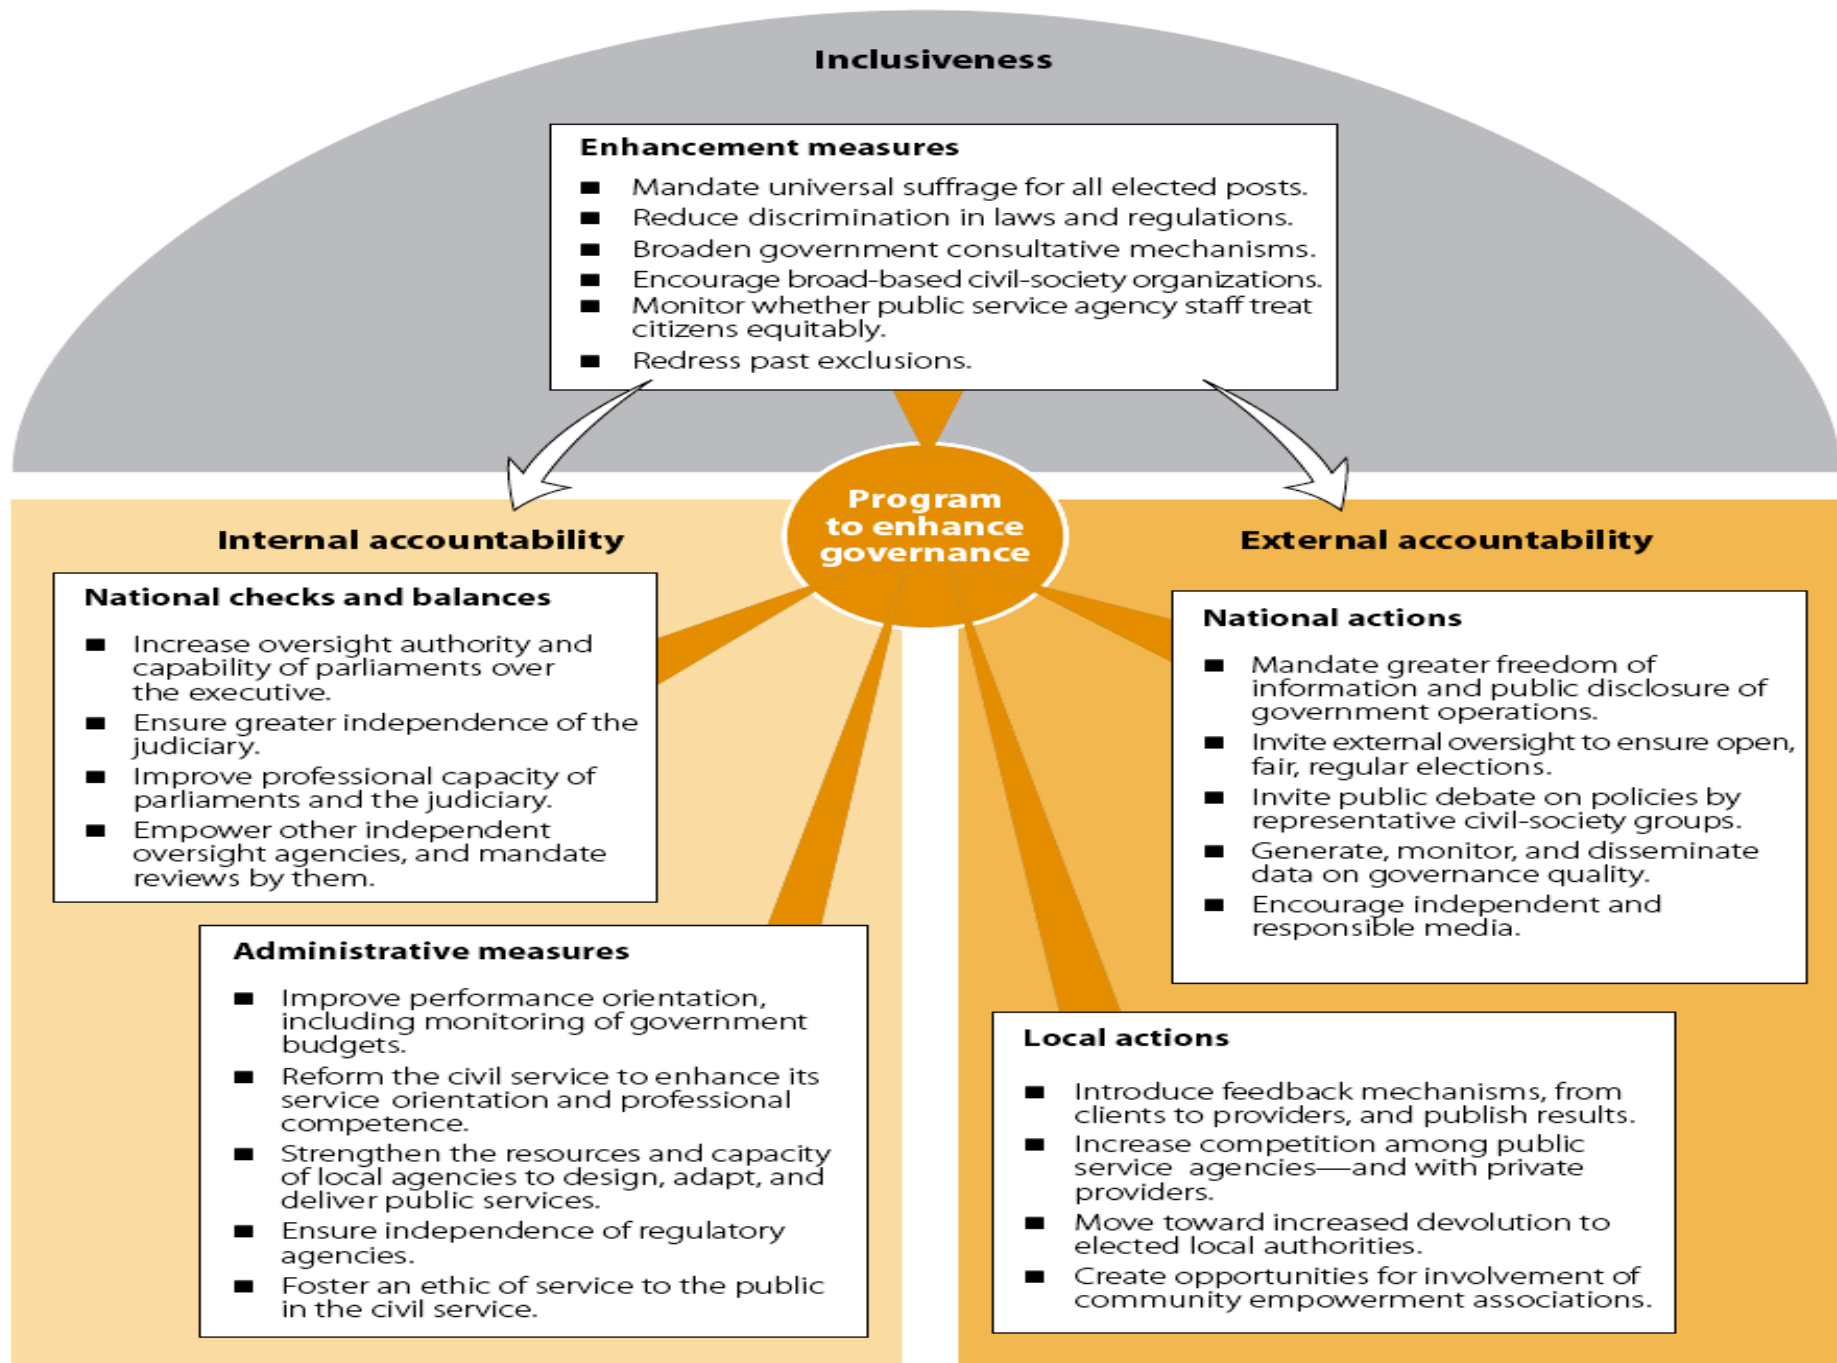 Inclusiveness
Enhancement measures
■ Mandate universal suffrage for all elected posts.
■ Reduce discrimination in laws and regulations.
■ Broaden government consultative mechanisms.
■ Encourage broad-based civil-society organizations.
■ Monitor whether public service agency staff treat
citizens equitably.
■ Redress past exclusions.
Program
to enhance
governance
Internal accountability
National checks and balances
■ Increase oversight authority and
capability of parliaments over
the executive.
■ Ensure greater independence of the
judiciary.
■ Improve professional capacity of
parliaments and the judiciary.
■ Empower other independent
oversight agencies, and mandate
reviews by them.
Administrative measures
■ Improve performance orientation,
including monitoring of government
budgets.
■ Reform the civil service to enhance its
service orientation and professional
competence.
■ Strengthen the resources and capacity
of local agencies to design, adapt, and
deliver public services.
■ Ensure independence of regulatory
agencies.
■ Foster an ethic of service to the public
in the civil service.
External accountability
National actions
■ Mandate greater freedom of
information and public disclosure of
government operations.
■ Invite external oversight to ensure open,
fair, regular elections.
■ Invite public debate on policies by
representative civil-society groups.
■ Generate, monitor, and disseminate
data on governance quality.
■ Encourage independent and
responsible media.
Local actions
■ Introduce feedback mechanisms, from
clients to providers, and publish results.
■ Increase competition among public
service agencies—and with private
providers.
■ Move toward increased devolution to
elected local authorities.
■ Create opportunities for involvement of
community empowerment associations.